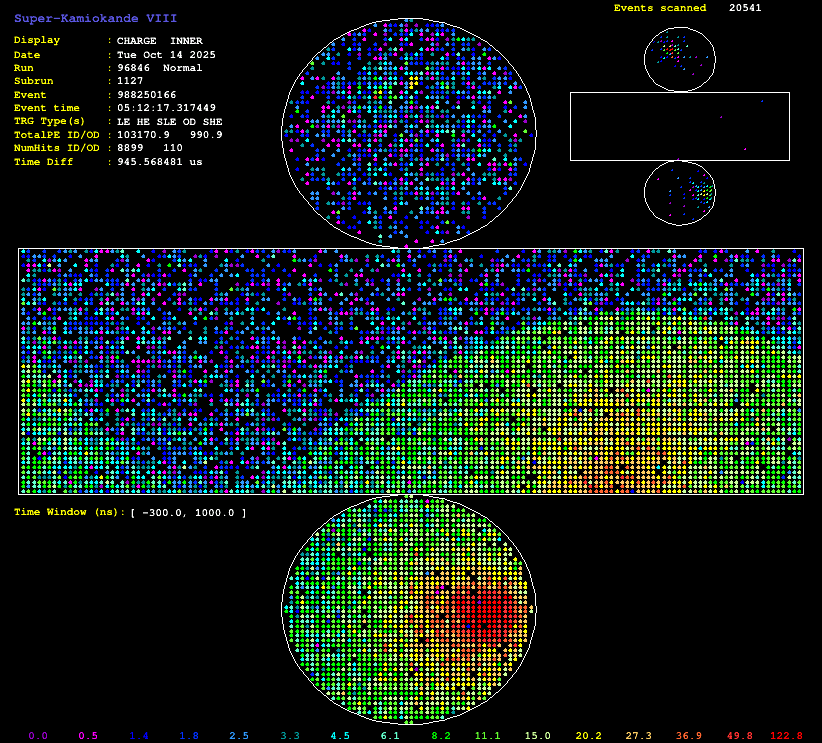 Events scanned 20541
Super-Kamiokande VIII
Display : CHARGE INNER
Date : Tue Oct 14 2025
Run : 96846 Normal
Subrun : 1127
Event : 988250166
Event time : 05:12:17.317449
TRG Type(s) : LE HE SLE OD SHE
TotalPE ID/OD : 103170.9 990.9
NumHits ID/OD : 8899 110
Time Diff : 945.568481 us
Time Window (ns): [ -300.0, 1000.0 ]
0.0 0.5 1.4 1.8 2.5 3.3 4.5 6.1 8.2 11.1 15.0 20.2 27.3 36.9 49.8 122.8